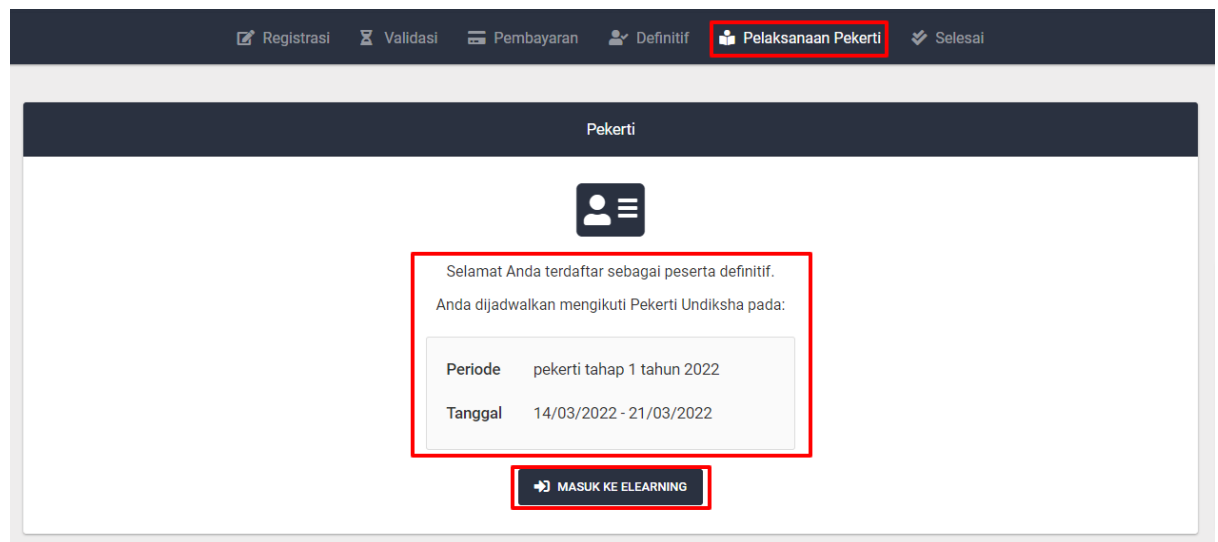 Registrasi Validasi Pembayaran Definitif Pelaksanaan Pekerti Selesai
Pekerti
Selamat Anda terdaftar sebagai peserta definitif.
Anda dijadwalkan mengikuti Pekerti Undiksha pada:
Periode pekerti tahap 1 tahun 2022
Tanggal 14/03/2022 - 21/03/2022
MASUK KE ELEARNING